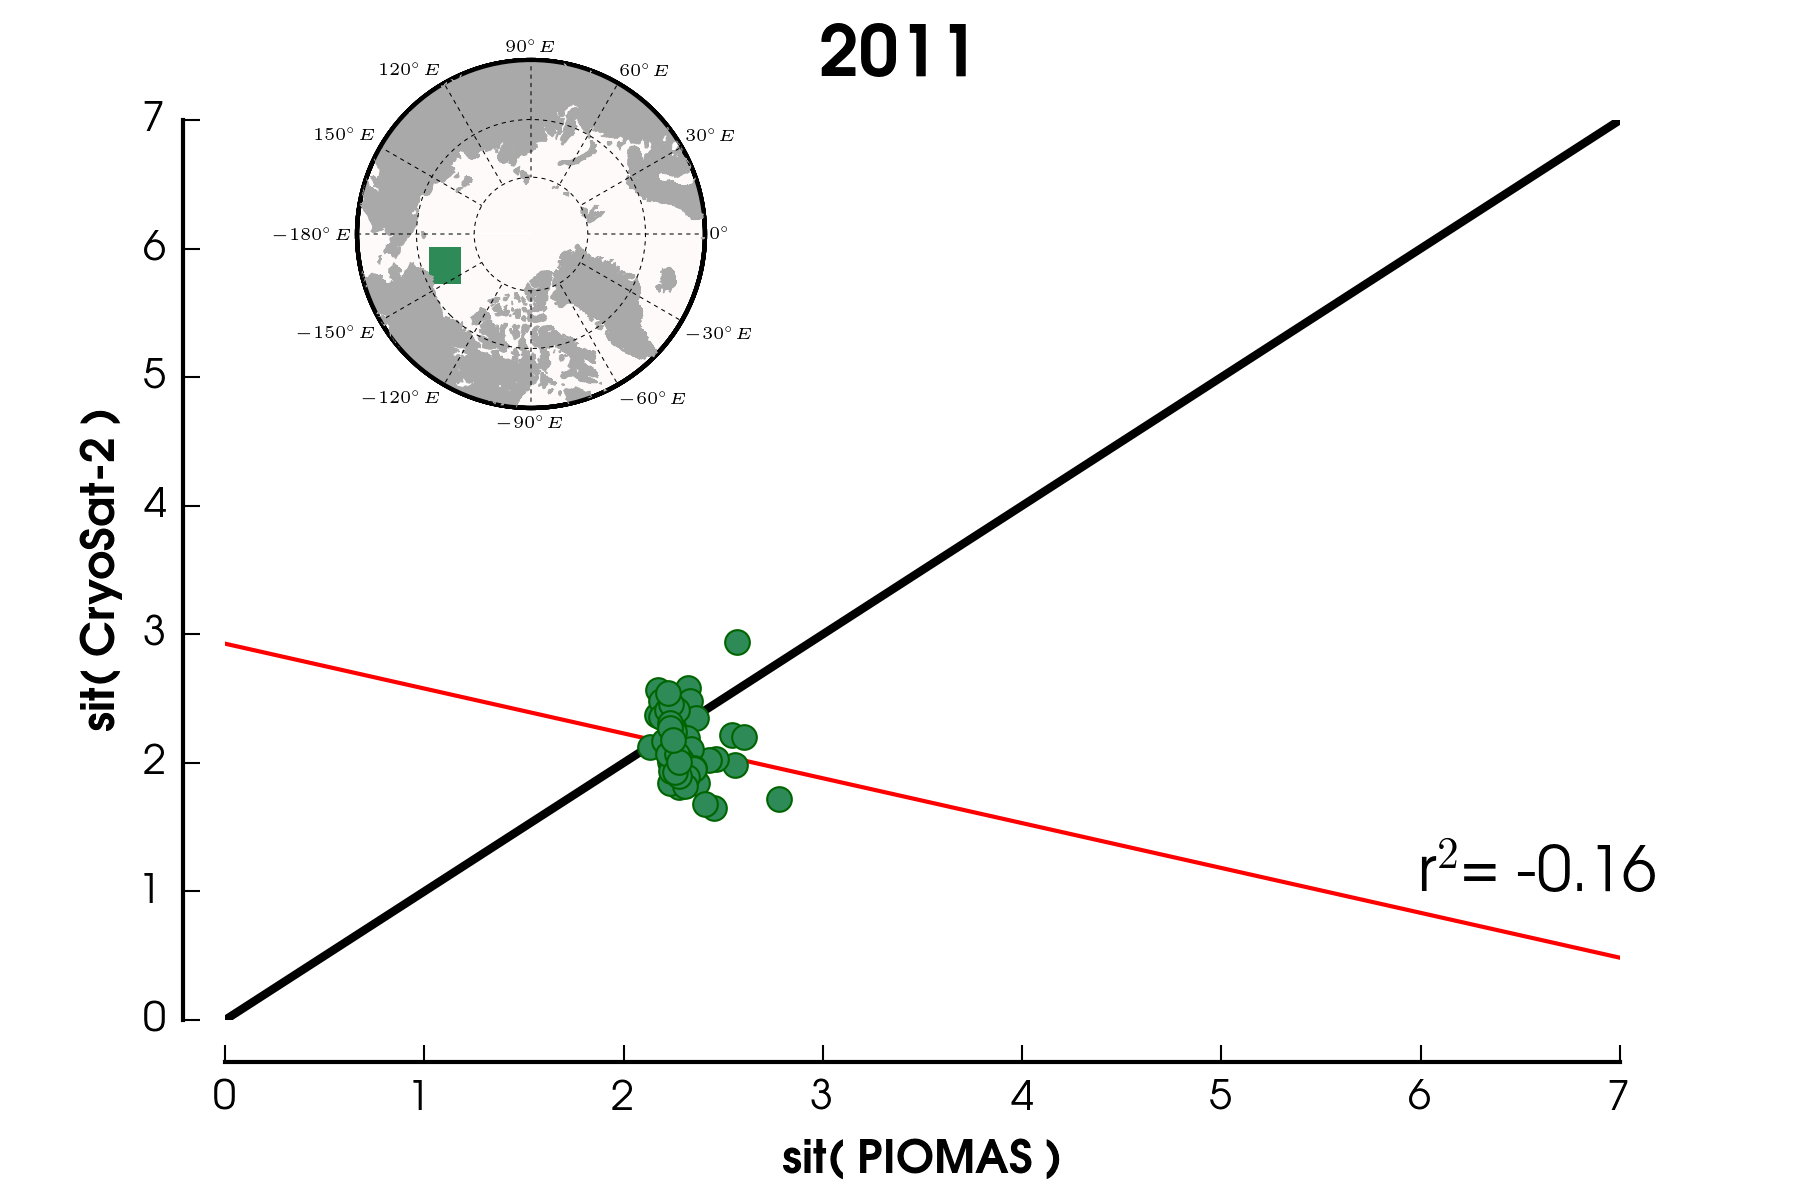 2011
90° E
120° E
60° E
150° E
30° E
−180° E
0°
−150° E
−30° E
−120° E
−60° E
−90° E
7
6
5
4
3
2
1
0
sit( CryoSat-2 )
r²= -0.16
0 1 2 3 4 5 6 7
sit( PIOMAS )